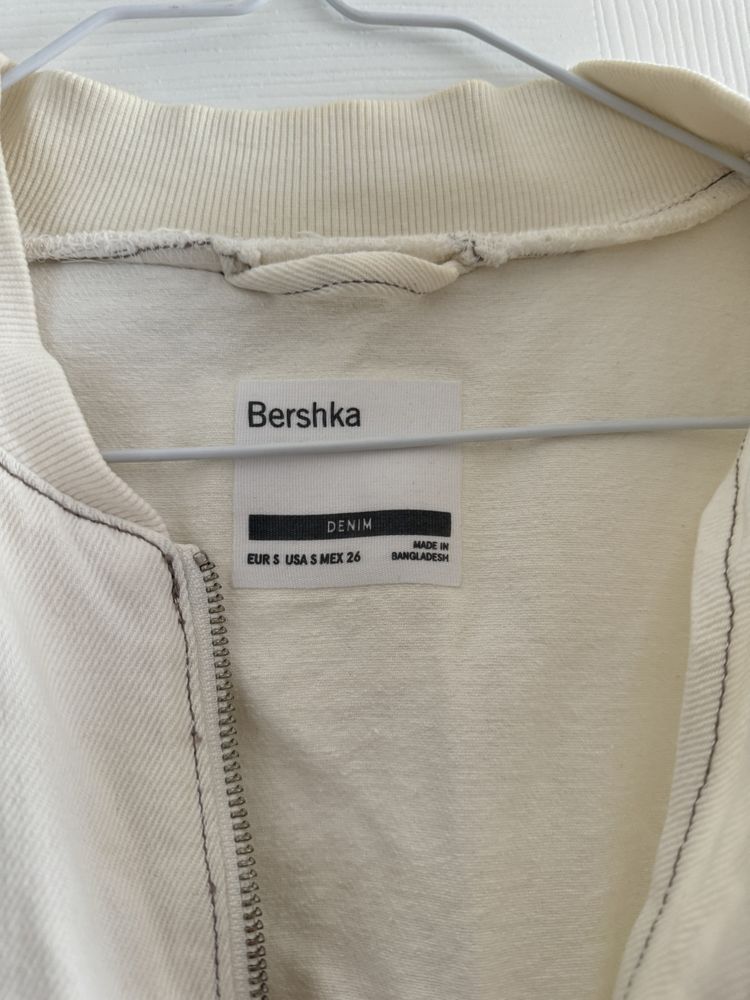 Bershka
DENIM
EUR S USA S MEX 26
MADE IN
BANGLADESH